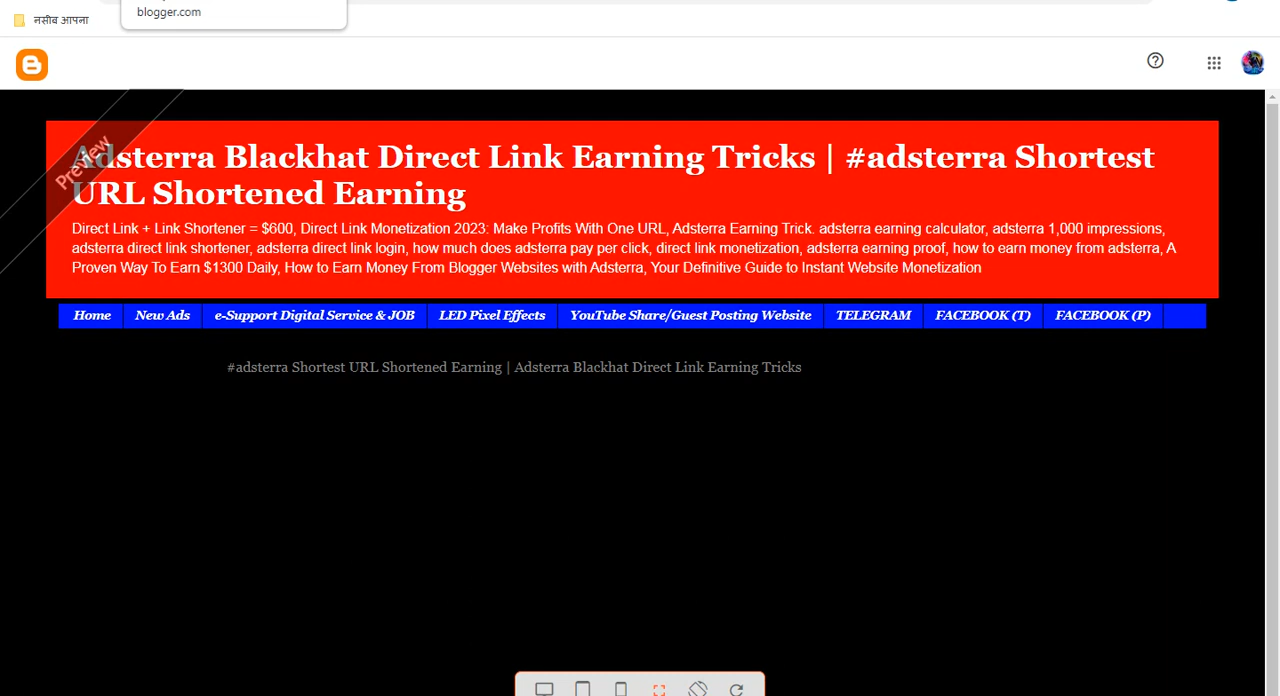 blogger.com
नसीब आपना
Preview
Adsterra Blackhat Direct Link Earning Tricks | #adsterra Shortest
URL Shortened Earning
Direct Link + Link Shortener = $600, Direct Link Monetization 2023: Make Profits With One URL, Adsterra Earning Trick. adsterra earning calculator, adsterra 1,000 impressions,
adsterra direct link shortener, adsterra direct link login, how much does adsterra pay per click, direct link monetization, adsterra earning proof, how to earn money from adsterra, A
Proven Way To Earn $1300 Daily, How to Earn Money From Blogger Websites with Adsterra, Your Definitive Guide to Instant Website Monetization
Home New Ads e-Support Digital Service & JOB LED Pixel Effects YouTube Share/Guest Posting Website TELEGRAM FACEBOOK (T) FACEBOOK (P)
#adsterra Shortest URL Shortened Earning | Adsterra Blackhat Direct Link Earning Tricks